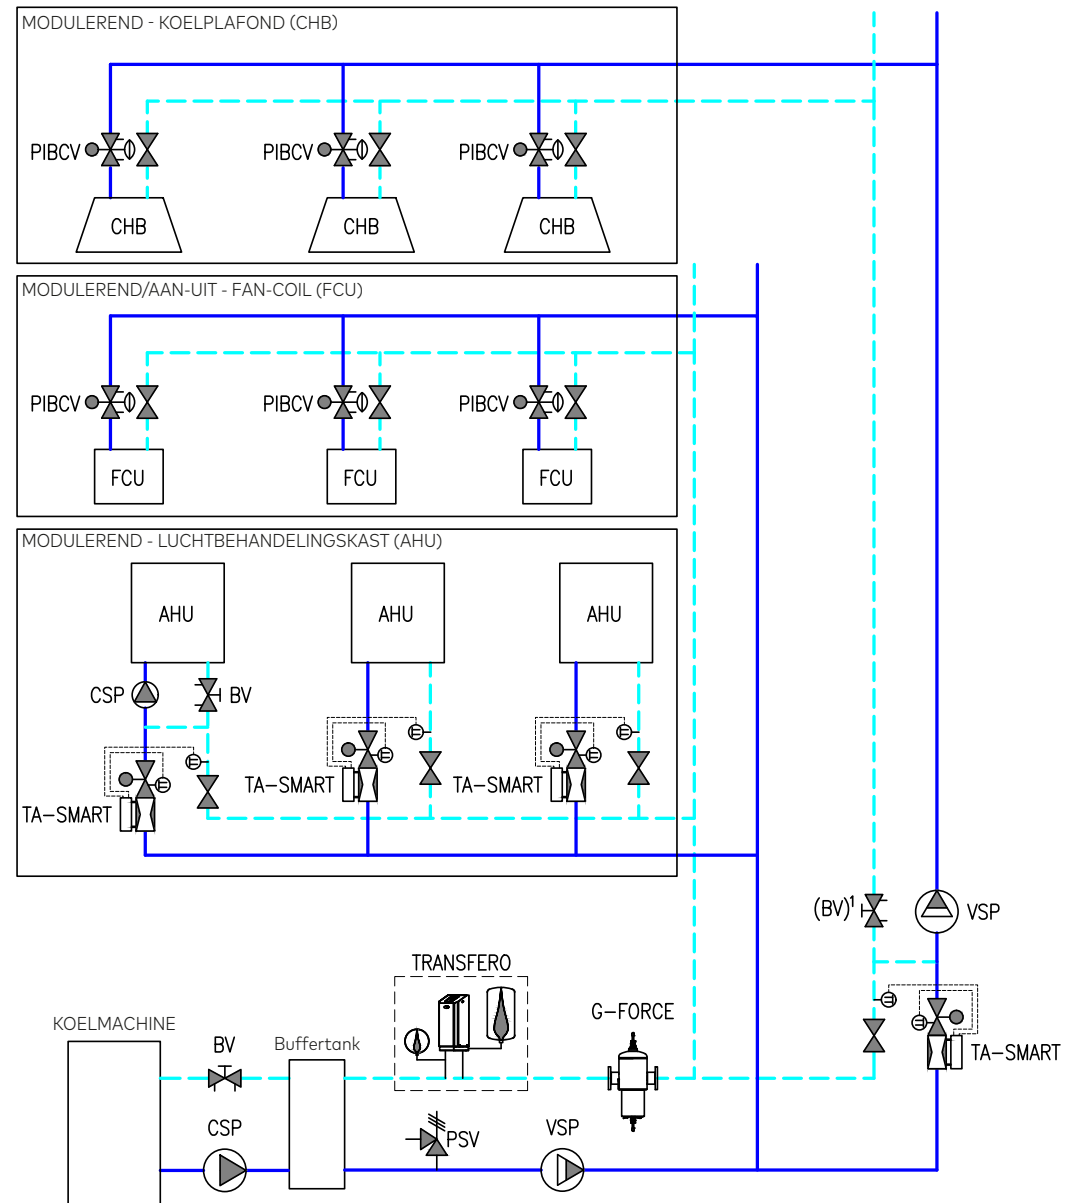 MODULEREND - KOELPLAFOND (CHB)
PIBCV
PIBCV
PIBCV
CHB
CHB
CHB
MODULEREND/AAN-UIT - FAN-COIL (FCU)
PIBCV
PIBCV
PIBCV
FCU
FCU
FCU
MODULEREND - LUCHTBEHANDELINGSKAST (AHU)
AHU
AHU
AHU
CSP
BV
TA-SMART
TA-SMART
TA-SMART
(BV)¹
VSP
TRANSFERO
G-FORCE
KOELMACHINE
BV
Buffertank
TA-SMART
CSP
PSV
VSP